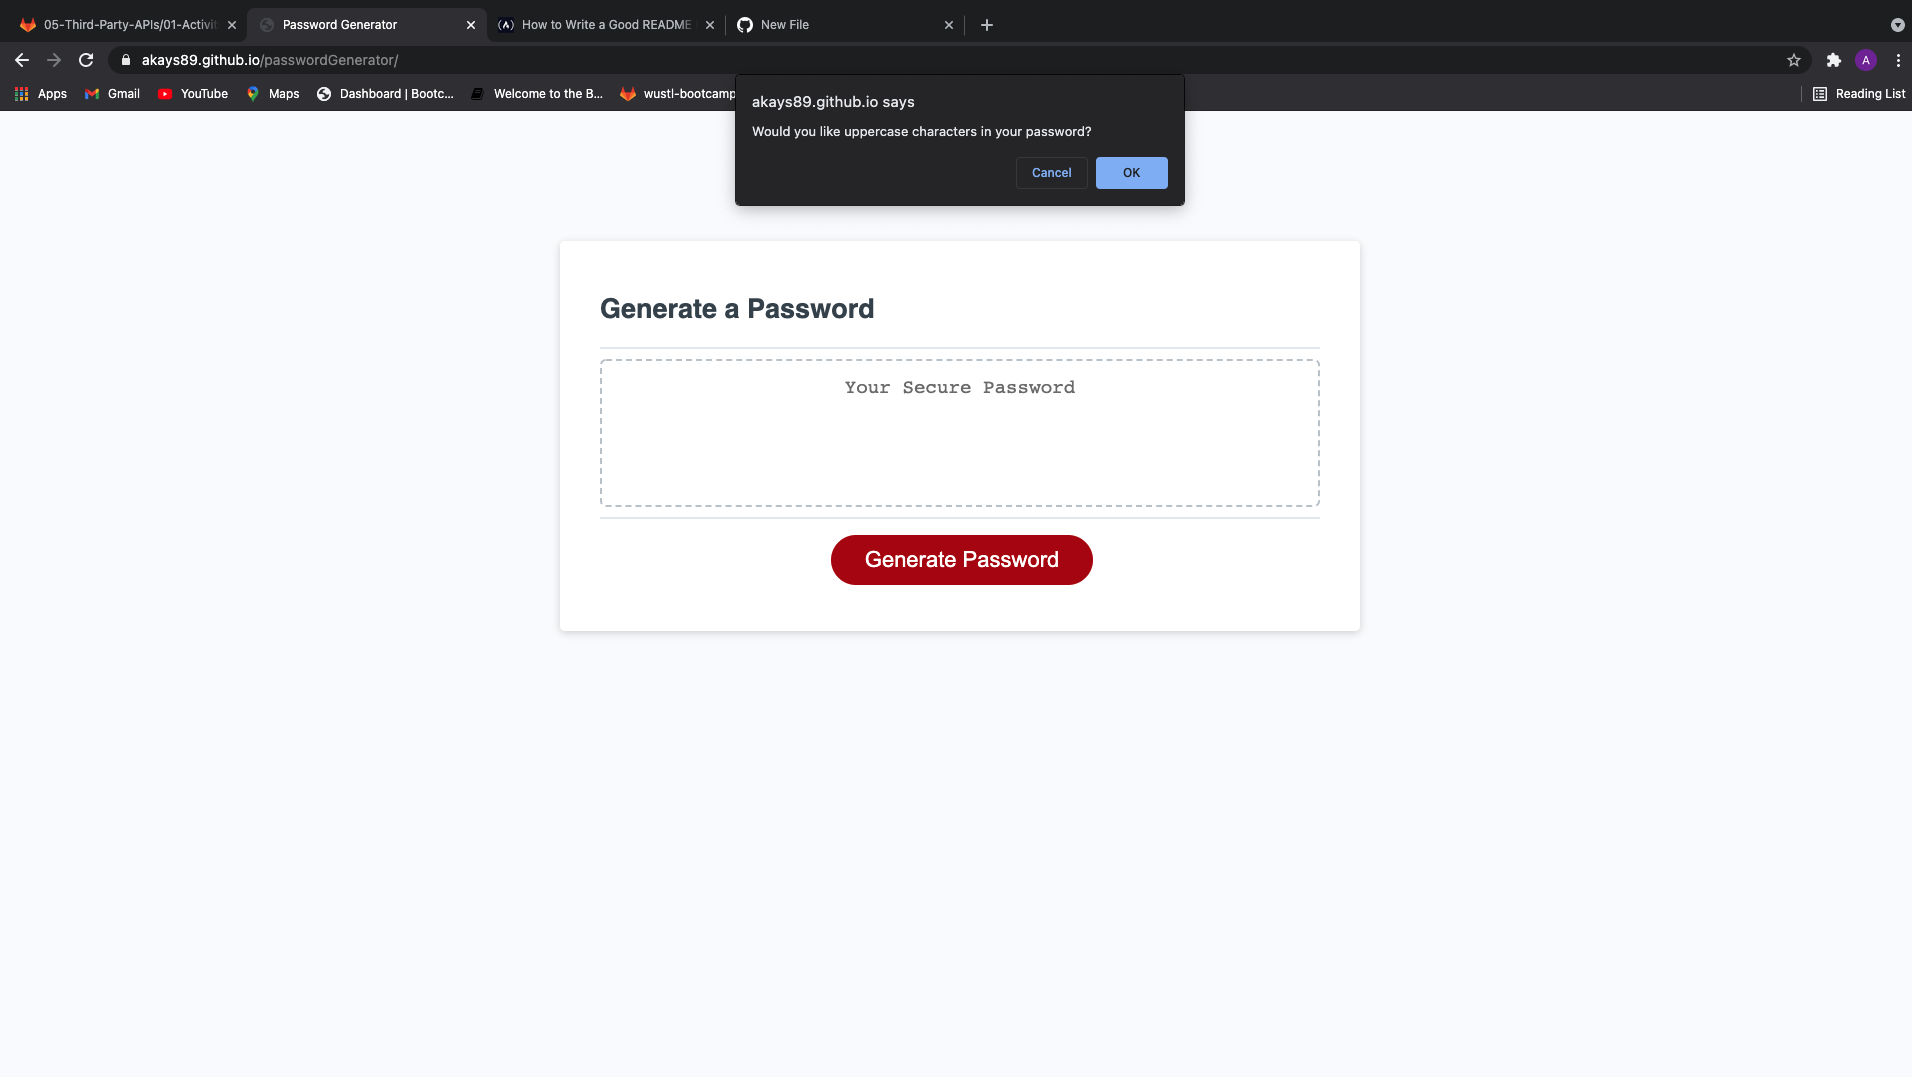 05-Third-Party-APIs/01-Activit
Password Generator
How to Write a Good README
New File
akays89.github.io/passwordGenerator/
A
Apps
Gmail
YouTube
Maps
Dashboard | Bootc...
Welcome to the B...
wustl-bootcamp
Reading List
akays89.github.io says
Would you like uppercase characters in your password?
Cancel
OK
Generate a Password
Your Secure Password
Generate Password